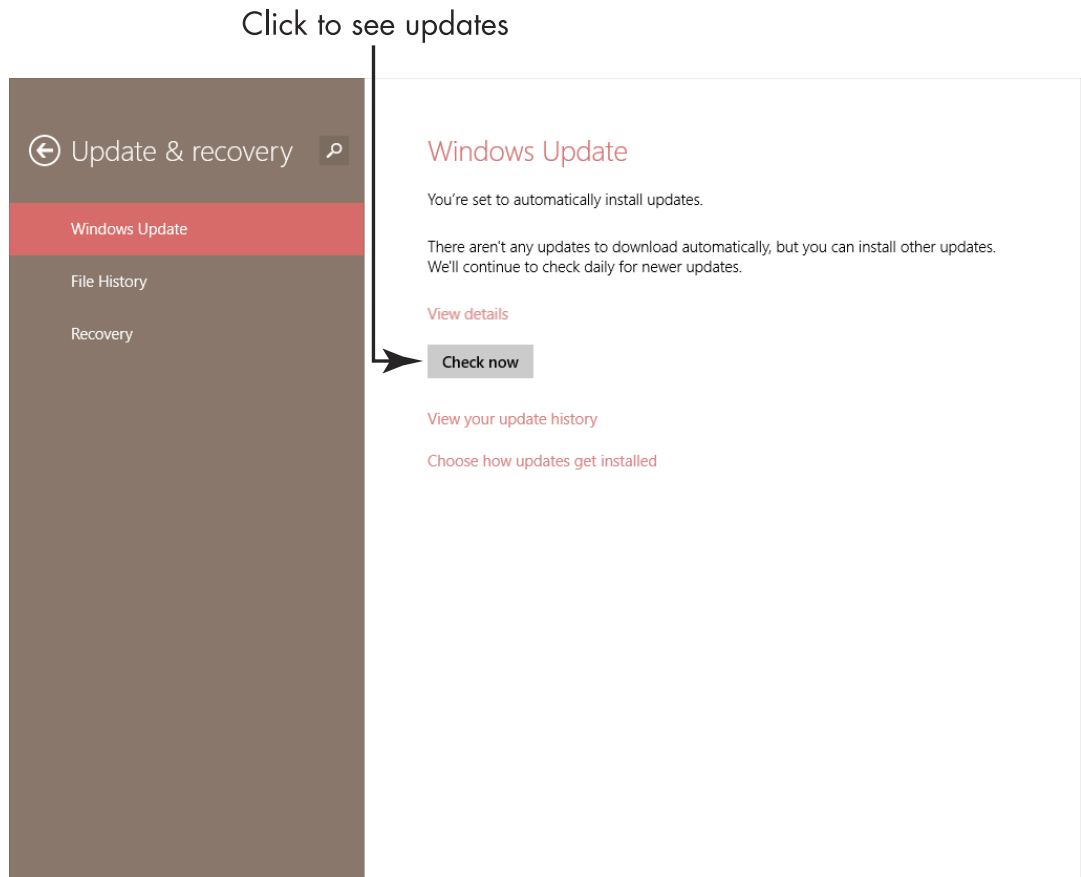 Click to see updates
Update & recovery
Windows Update
File History
Recovery
Windows Update
You're set to automatically install updates.
There aren't any updates to download automatically, but you can install other updates.
We'll continue to check daily for newer updates.
View details
Check now
View your update history
Choose how updates get installed